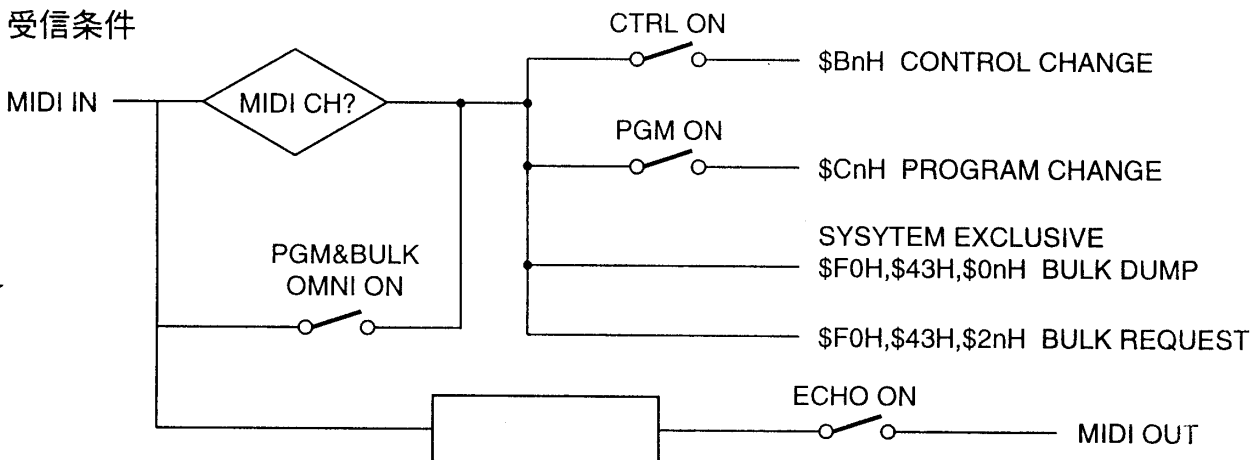 受信条件
CTRL ON
$BnH CONTROL CHANGE
MIDI IN
MIDI CH?
PGM ON
$CnH PROGRAM CHANGE
SYSYTEM EXCLUSIVE
$F0H,$43H,$0nH BULK DUMP
PGM&BULK
OMNI ON
$F0H,$43H,$2nH BULK REQUEST
ECHO ON
MIDI OUT